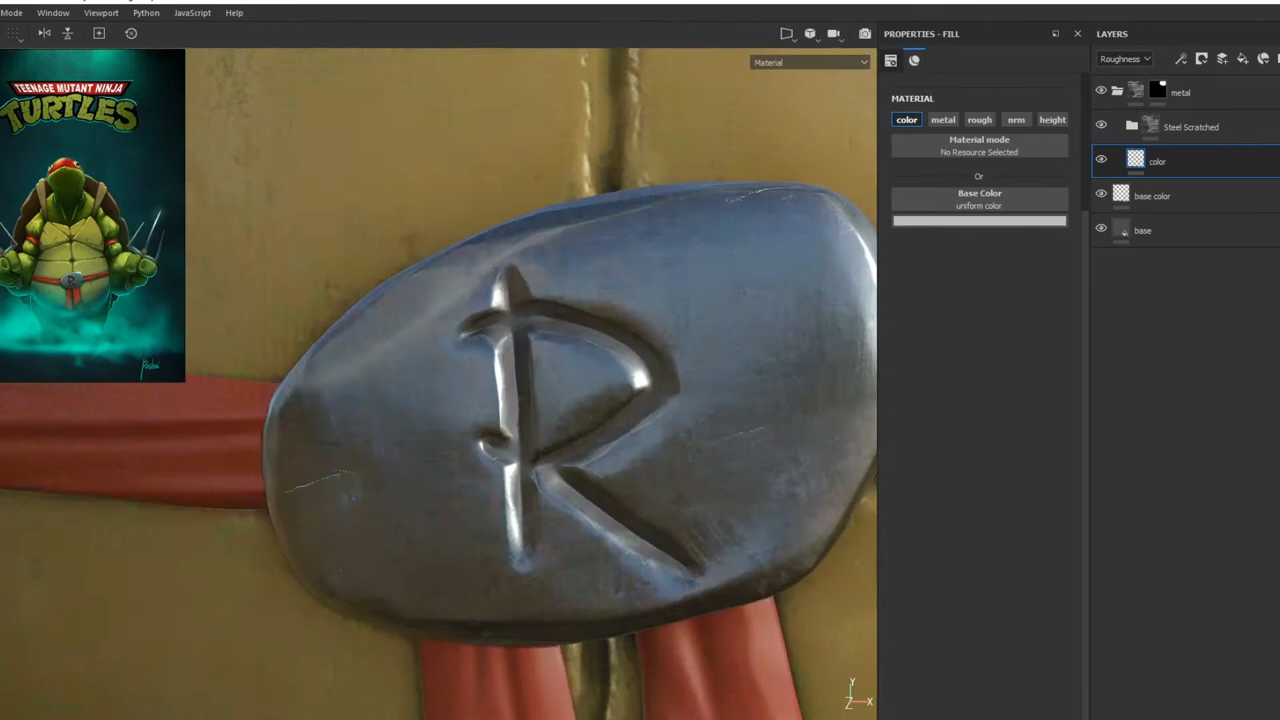 Mode Window Viewport Python JavaScript Help
PROPERTIES - FILL
LAYERS
Material
Roughness
TEENAGE MUTANT NINJA
TURTLES
MATERIAL
color metal rough nrm height
Material mode
No Resource Selected
Or
Base Color
uniform color
metal
Steel Scratched
color
base color
base
R
Y
Z X